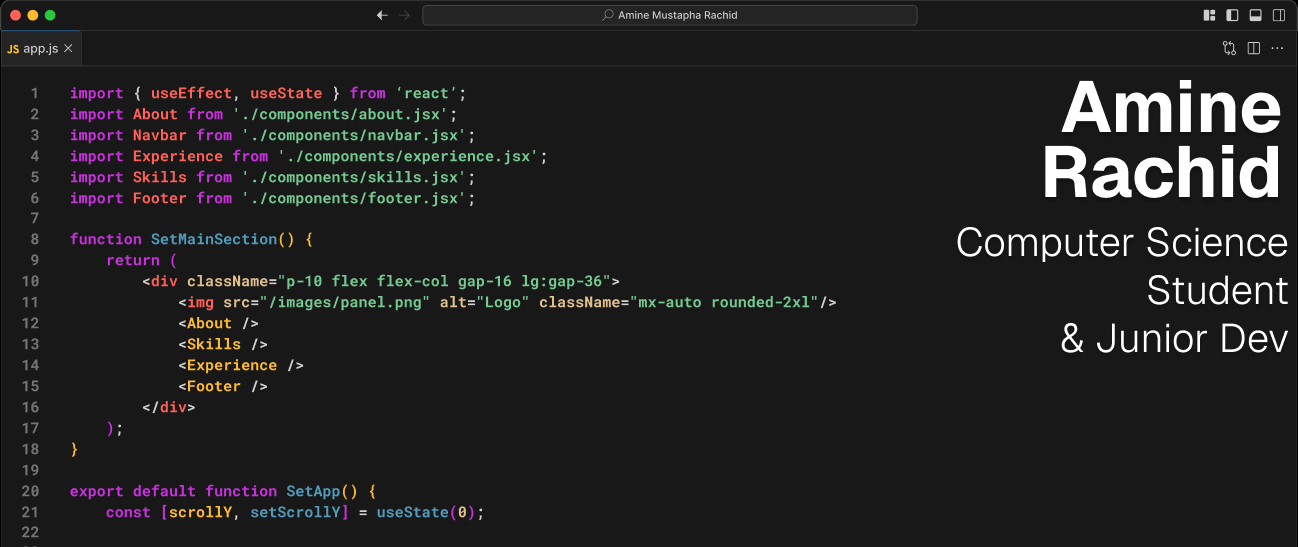 Amine Mustapha Rachid
JS app.js
1 import { useEffect, useState } from ‘react’;
2 import About from './components/about.jsx';
3 import Navbar from './components/navbar.jsx';
4 import Experience from './components/experience.jsx';
5 import Skills from './components/skills.jsx';
6 import Footer from './components/footer.jsx';
7
8 function SetMainSection() {
9 return (
10 <div className="p-10 flex flex-col gap-16 lg:gap-36">
11 <img src="/images/panel.png" alt="Logo" className="mx-auto rounded-2xl"/>
12 <About />
13 <Skills />
14 <Experience />
15 <Footer />
16 </div>
17 );
18 }
19
20 export default function SetApp() {
21 const [scrollY, setScrollY] = useState(0);
22
Amine
Rachid
Computer Science
Student
& Junior Dev